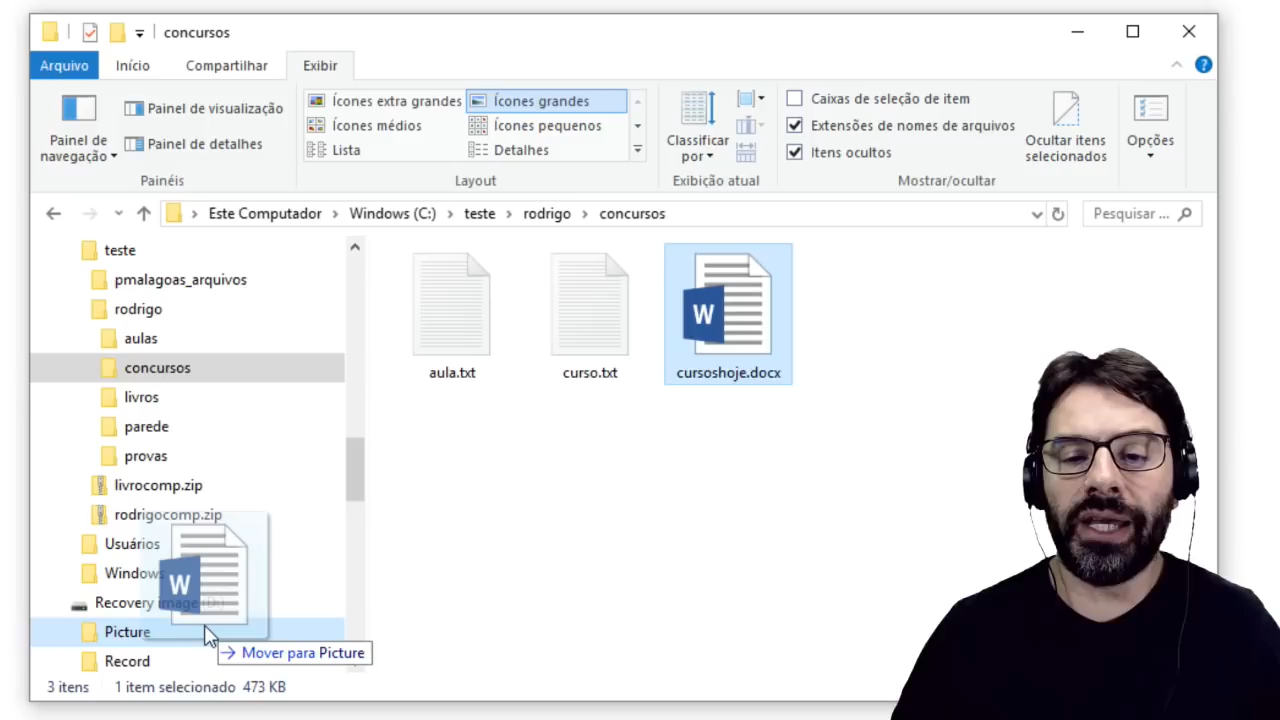 concursos
Arquivo Início Compartilhar Exibir
Painel de navegação
Painel de visualização
Painel de detalhes
Painéis
Ícones extra grandes Ícones grandes
Ícones médios Ícones pequenos
Lista Detalhes
Layout
Classificar por
Exibição atual
Caixas de seleção de item
Extensões de nomes de arquivos
Itens ocultos
Ocultar itens selecionados
Mostrar/ocultar
Opções
Este Computador Windows (C:) teste rodrigo concursos
Pesquisar ...
teste
pmalagoas_arquivos
rodrigo
aulas
concursos
livros
parede
provas
livrocomp.zip
rodrigocomp.zip
Usuários
Windows
Recovery image (D:)
Picture
Record
aula.txt
curso.txt
W
cursoshoje.docx
W
Mover para Picture
3 itens 1 item selecionado 473 KB